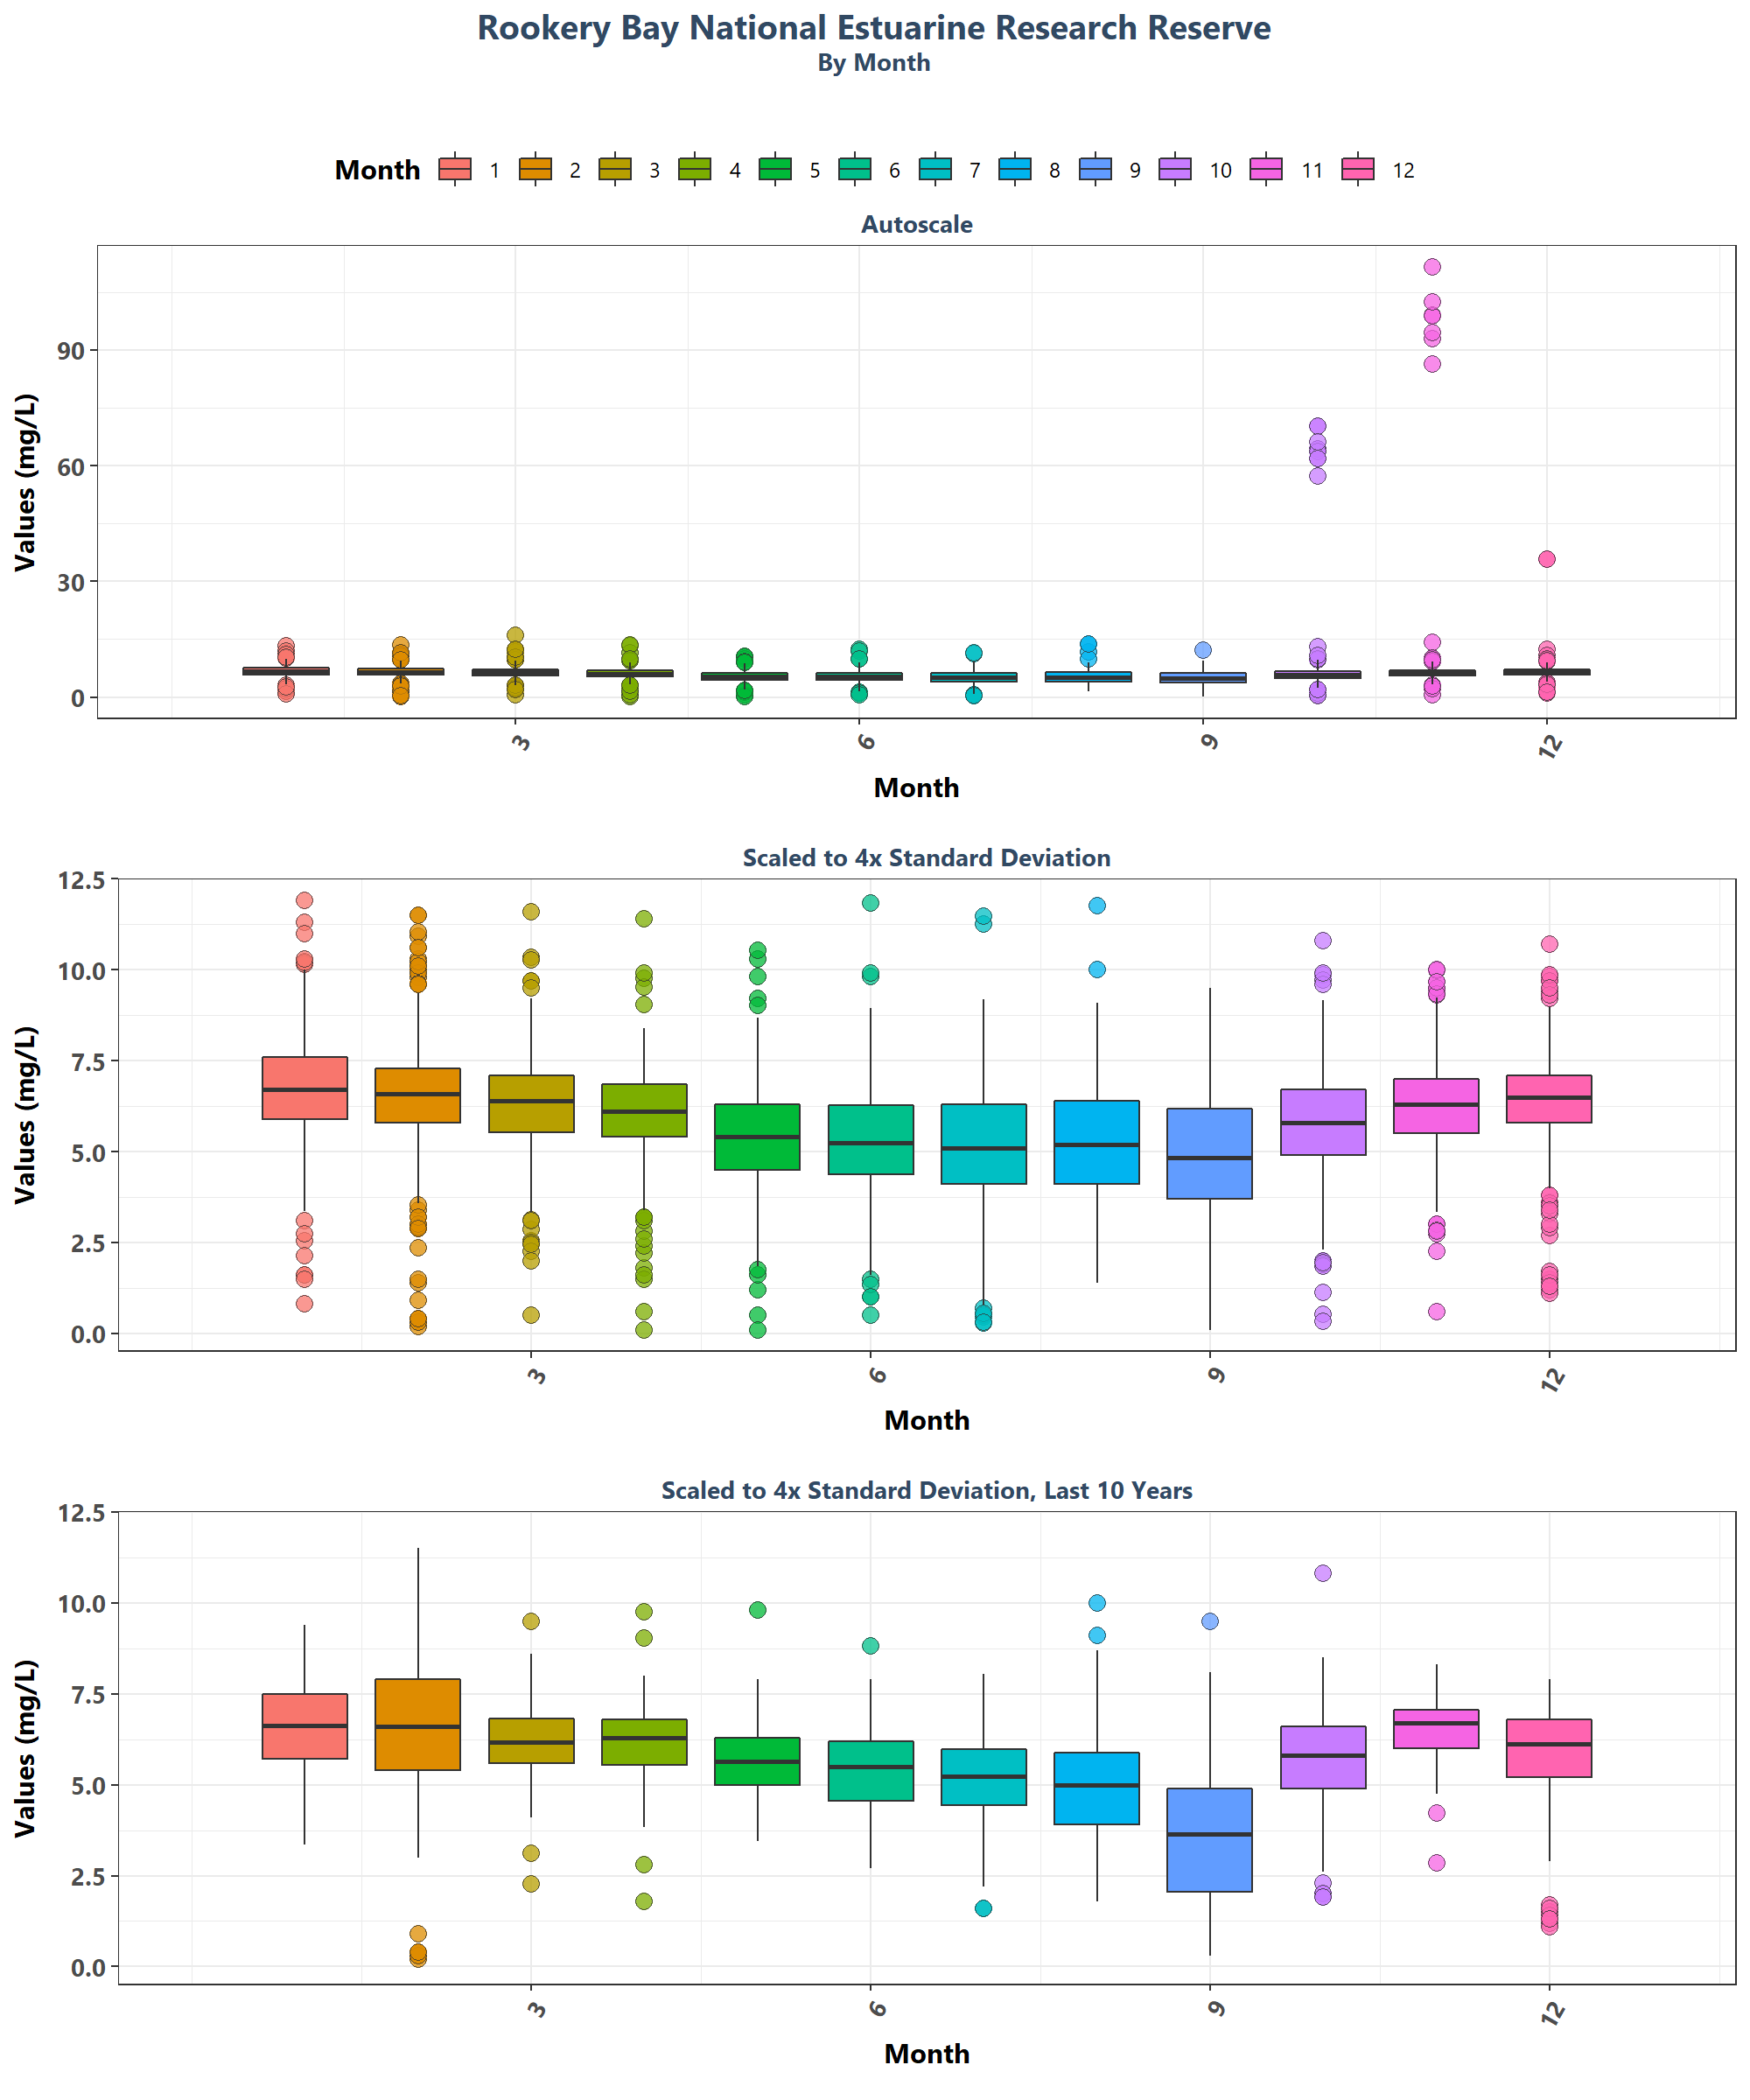 Rookery Bay National Estuarine Research Reserve
By Month
Month 1 2 3 4 5 6 7 8 9 10 11 12
Autoscale
Values (mg/L)
90
60
30
0
3 6 9 12
Month
Scaled to 4x Standard Deviation
Values (mg/L)
12.5
10.0
7.5
5.0
2.5
0.0
3 6 9 12
Month
Scaled to 4x Standard Deviation, Last 10 Years
Values (mg/L)
12.5
10.0
7.5
5.0
2.5
0.0
3 6 9 12
Month